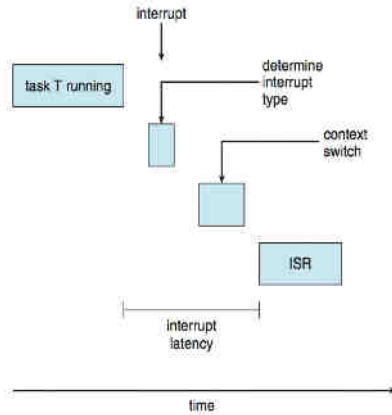 interrupt
task T running
determine
interrupt
type
context
switch
ISR
interrupt
latency
time